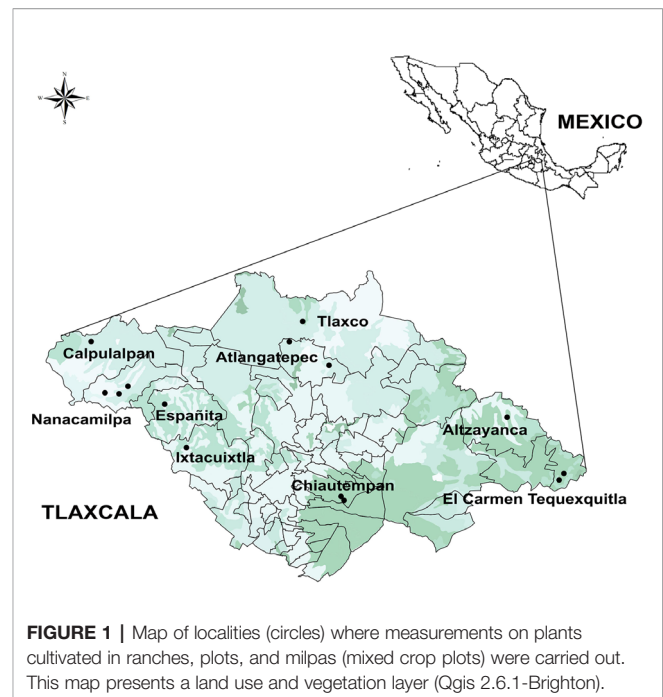 N
W E
S
MEXICO
Tlaxco
Calpulalpan
Atlangatepec
Nanacamilpa
Españita
Altzayanca
Ixtacuixtla
Chiautempan
El Carmen Tequexquitla
TLAXCALA
FIGURE 1 | Map of localities (circles) where measurements on plants
cultivated in ranches, plots, and milpas (mixed crop plots) were carried out.
This map presents a land use and vegetation layer (Qgis 2.6.1-Brighton).